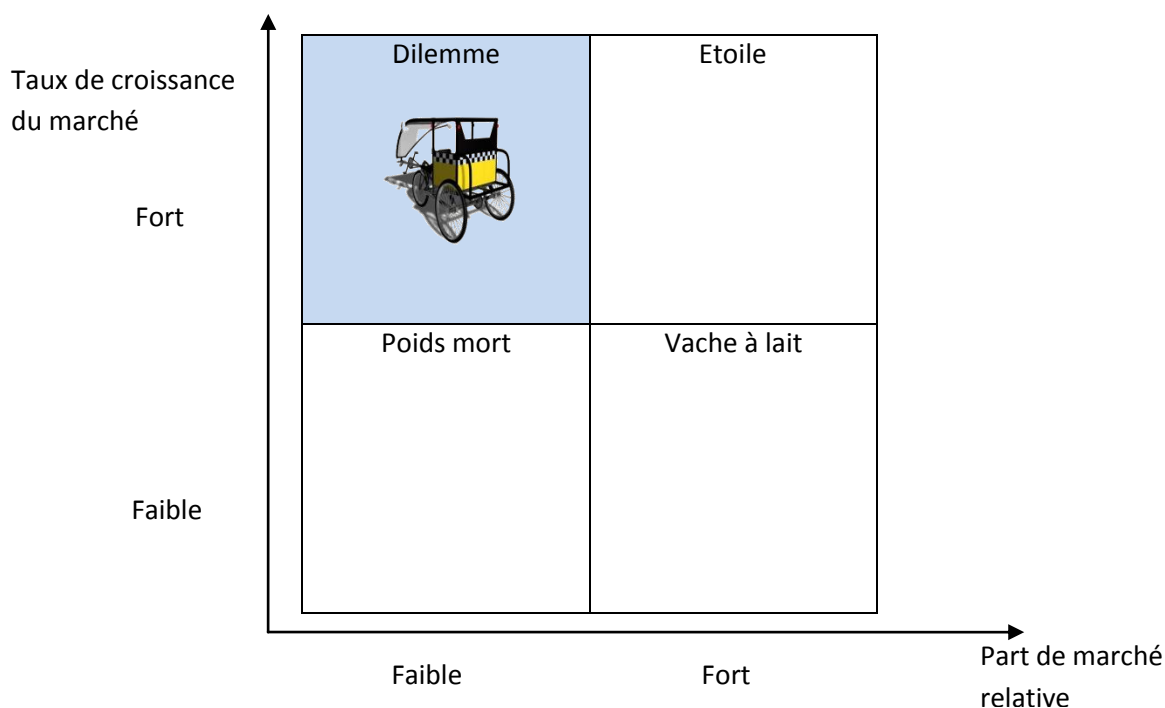 Dilemme
Etoile
Taux de croissance
du marché
Fort
Poids mort
Vache à lait
Faible
Faible
Fort
Part de marché
relative